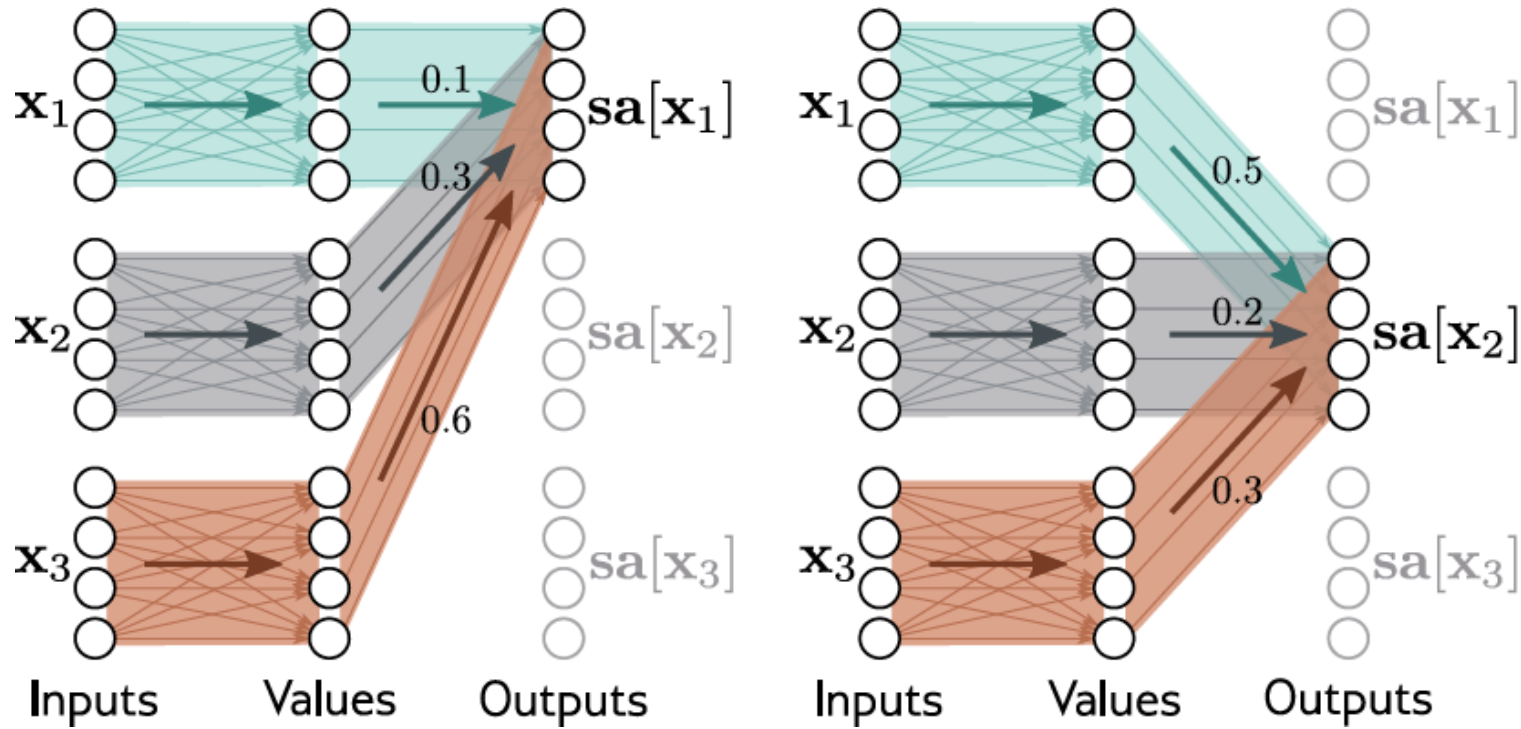 x₁ 0.1 sa[x₁]
0.3
x₂ sa[x₂]
0.6
x₃ sa[x₃]
Inputs Values Outputs
x₁ 0.5 sa[x₁]
x₂ 0.2 sa[x₂]
0.3
x₃ sa[x₃]
Inputs Values Outputs